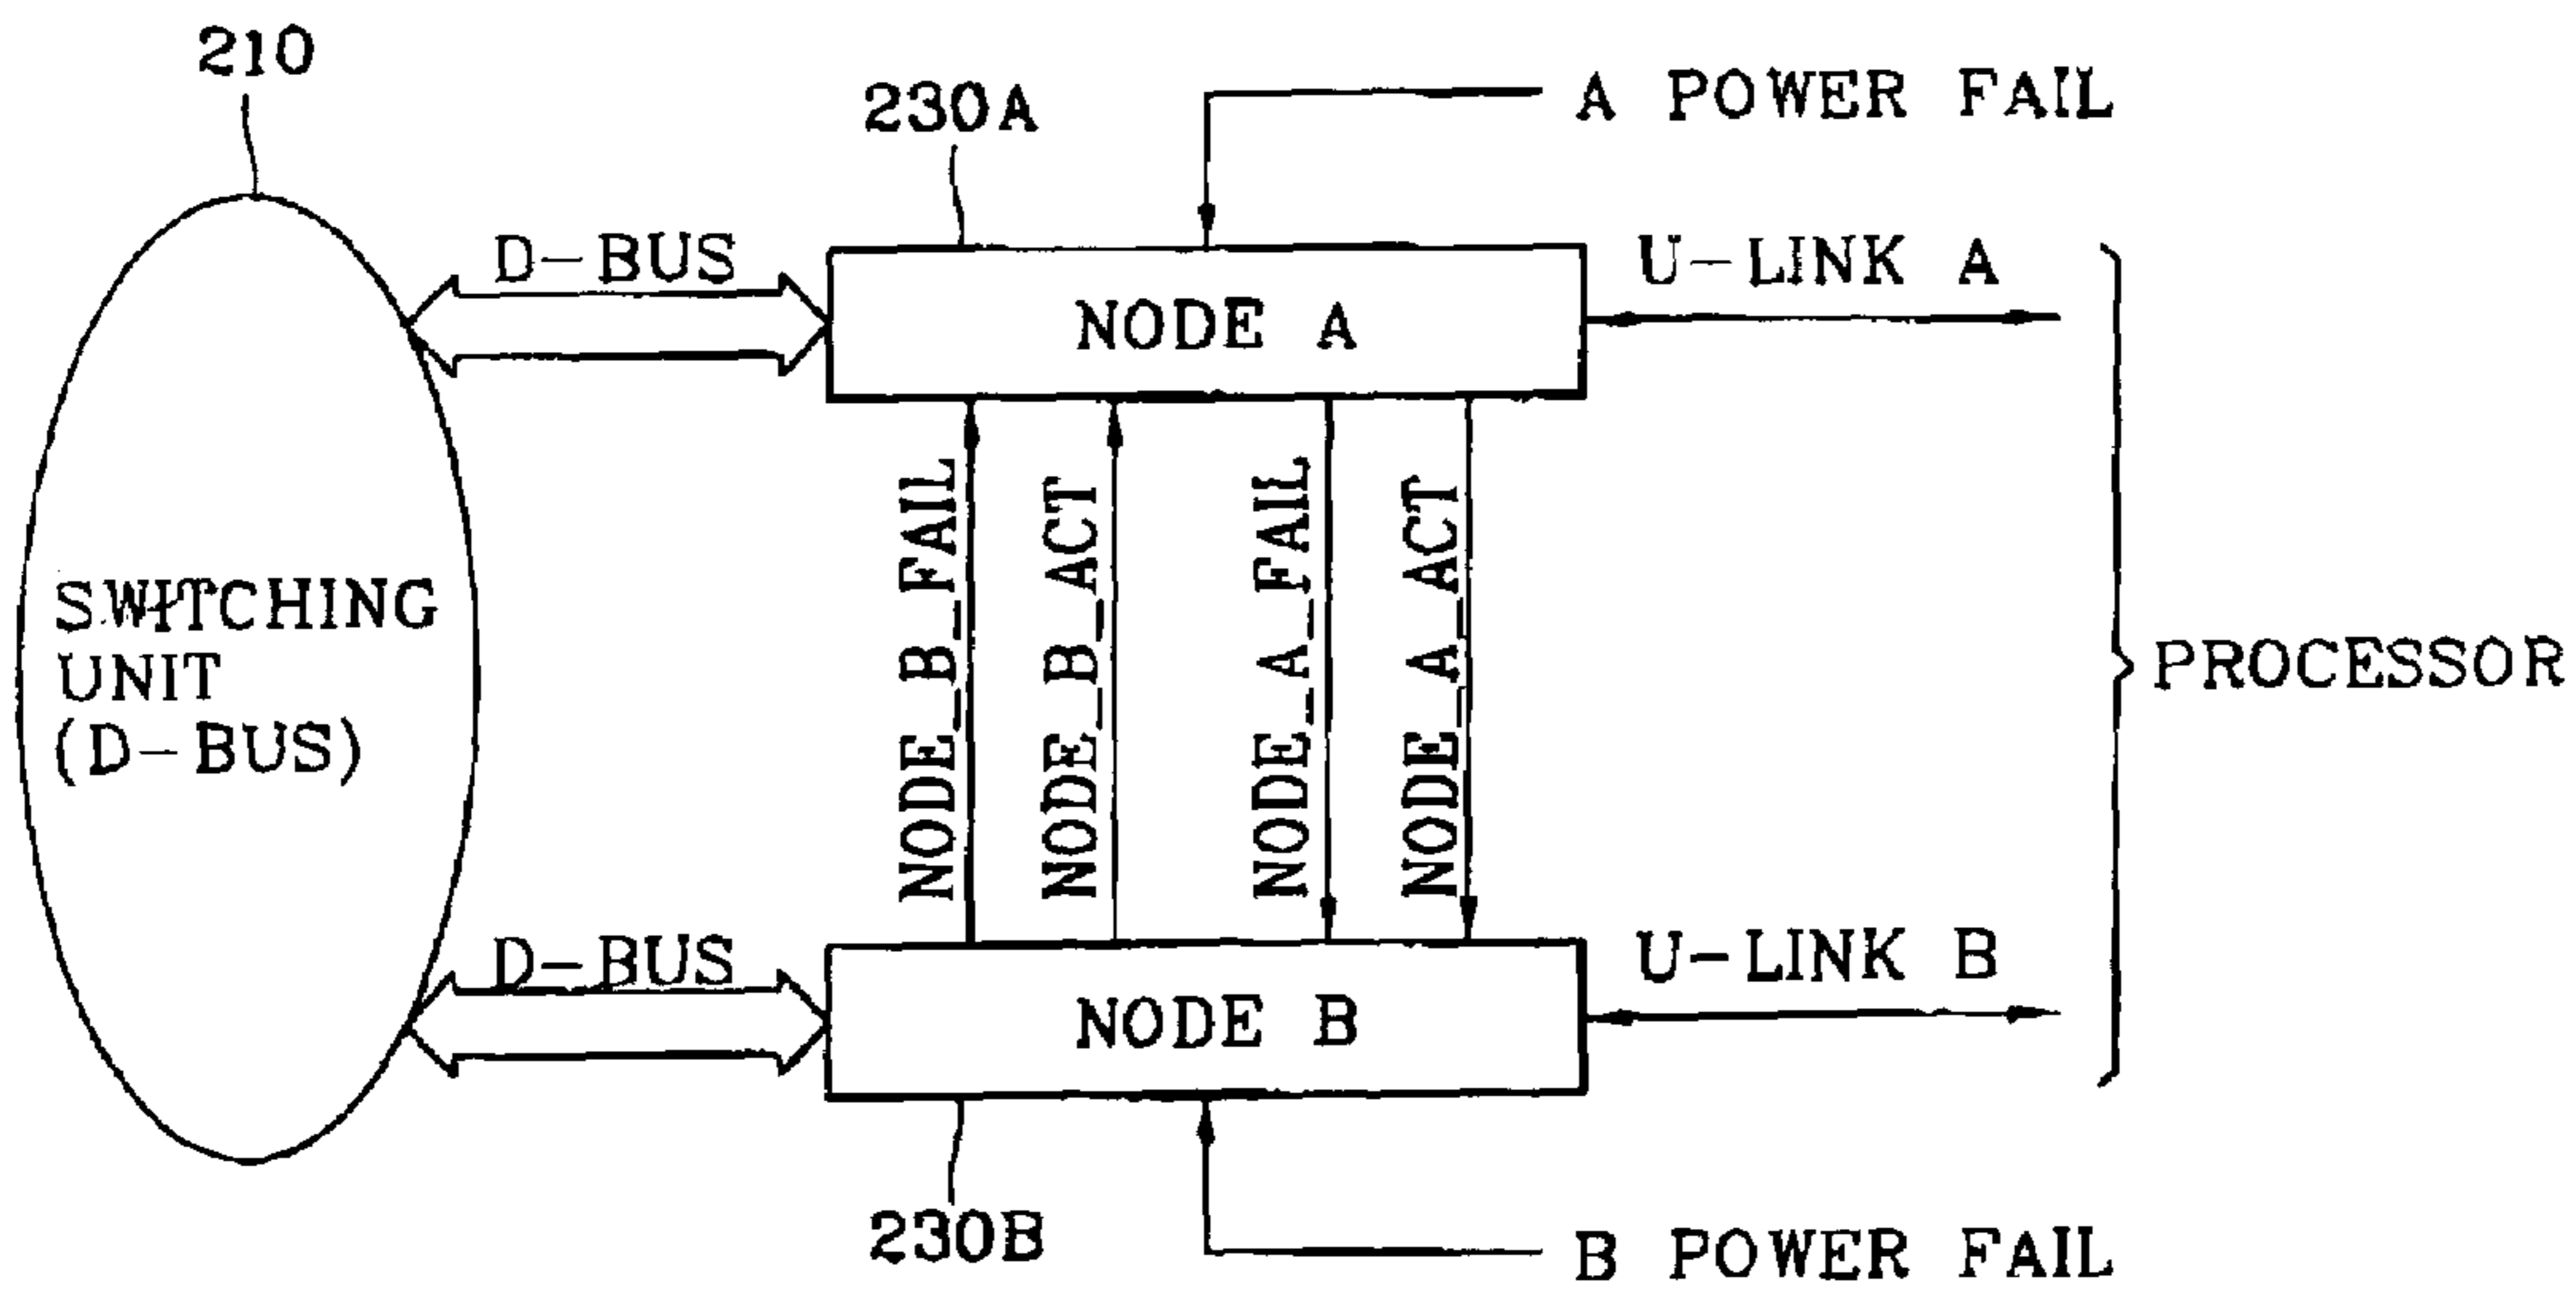 210
230A
A POWER FAIL
D-BUS
U-LINK A
NODE A
NODE_B_FAIL
NODE_B_ACT
NODE_A_FAIL
NODE_A_ACT
SWITCHING
UNIT
(D-BUS)
PROCESSOR
D-BUS
U-LINK B
NODE B
230B
B POWER FAIL